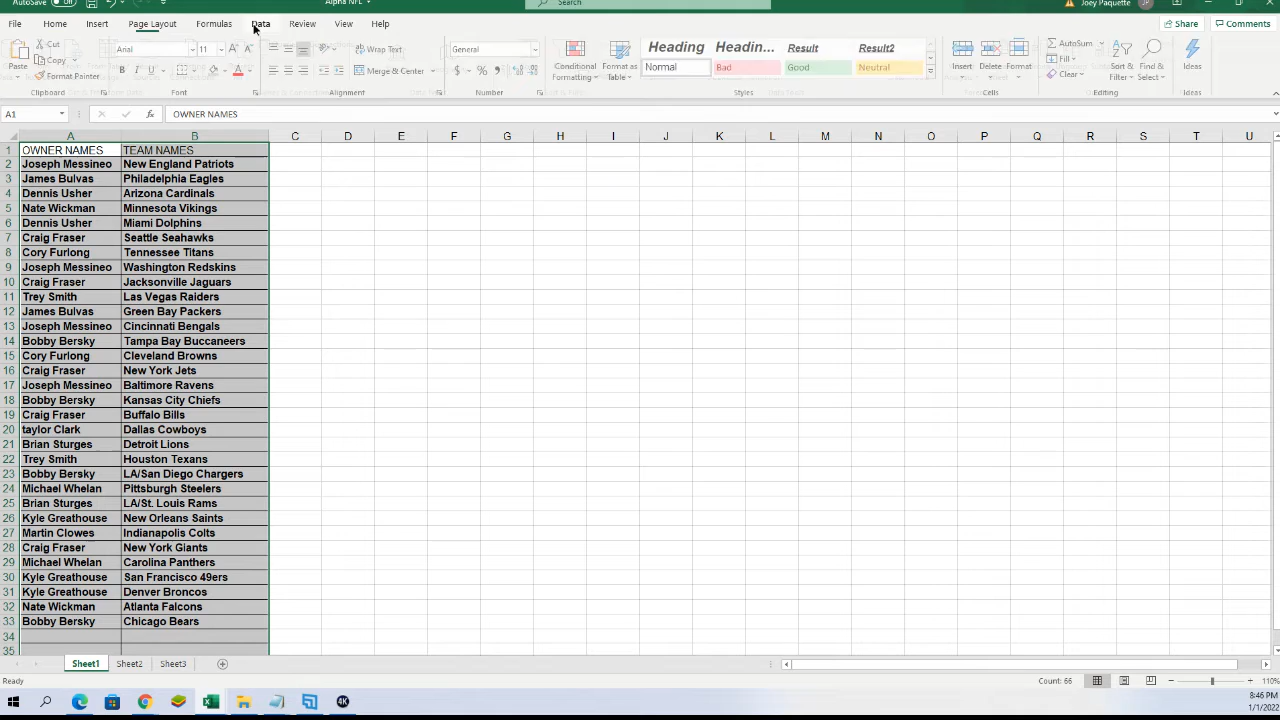 AutoSave Off Alpha NFL Search Joey Paquette JP
File Home Insert Page Layout Formulas Data Review View Help Share Comments
Cut Arial 11 Wrap Text General Heading Headin... Result Result2 AutoSum
Paste Copy Conditional Format as Insert Delete Format Fill Sort & Find & Ideas
Format Painter B I U Merge & Center $ % Formatting Table Normal Bad Good Neutral Clear Filter Select
Clipboard Font Alignment Number Styles Cells Editing Ideas
A1 fx OWNER NAMES
A B C D E F G H I J K L M N O P Q R S T U
1 OWNER NAMES TEAM NAMES
2 Joseph Messineo New England Patriots
3 James Bulvas Philadelphia Eagles
4 Dennis Usher Arizona Cardinals
5 Nate Wickman Minnesota Vikings
6 Dennis Usher Miami Dolphins
7 Craig Fraser Seattle Seahawks
8 Cory Furlong Tennessee Titans
9 Joseph Messineo Washington Redskins
10 Craig Fraser Jacksonville Jaguars
11 Trey Smith Las Vegas Raiders
12 James Bulvas Green Bay Packers
13 Joseph Messineo Cincinnati Bengals
14 Bobby Bersky Tampa Bay Buccaneers
15 Cory Furlong Cleveland Browns
16 Craig Fraser New York Jets
17 Joseph Messineo Baltimore Ravens
18 Bobby Bersky Kansas City Chiefs
19 Craig Fraser Buffalo Bills
20 taylor Clark Dallas Cowboys
21 Brian Sturges Detroit Lions
22 Trey Smith Houston Texans
23 Bobby Bersky LA/San Diego Chargers
24 Michael Whelan Pittsburgh Steelers
25 Brian Sturges LA/St. Louis Rams
26 Kyle Greathouse New Orleans Saints
27 Martin Clowes Indianapolis Colts
28 Craig Fraser New York Giants
29 Michael Whelan Carolina Panthers
30 Kyle Greathouse San Francisco 49ers
31 Kyle Greathouse Denver Broncos
32 Nate Wickman Atlanta Falcons
33 Bobby Bersky Chicago Bears
34
35
Sheet1 Sheet2 Sheet3
Ready Count: 66 110%
4K 8:46 PM
1/1/2022